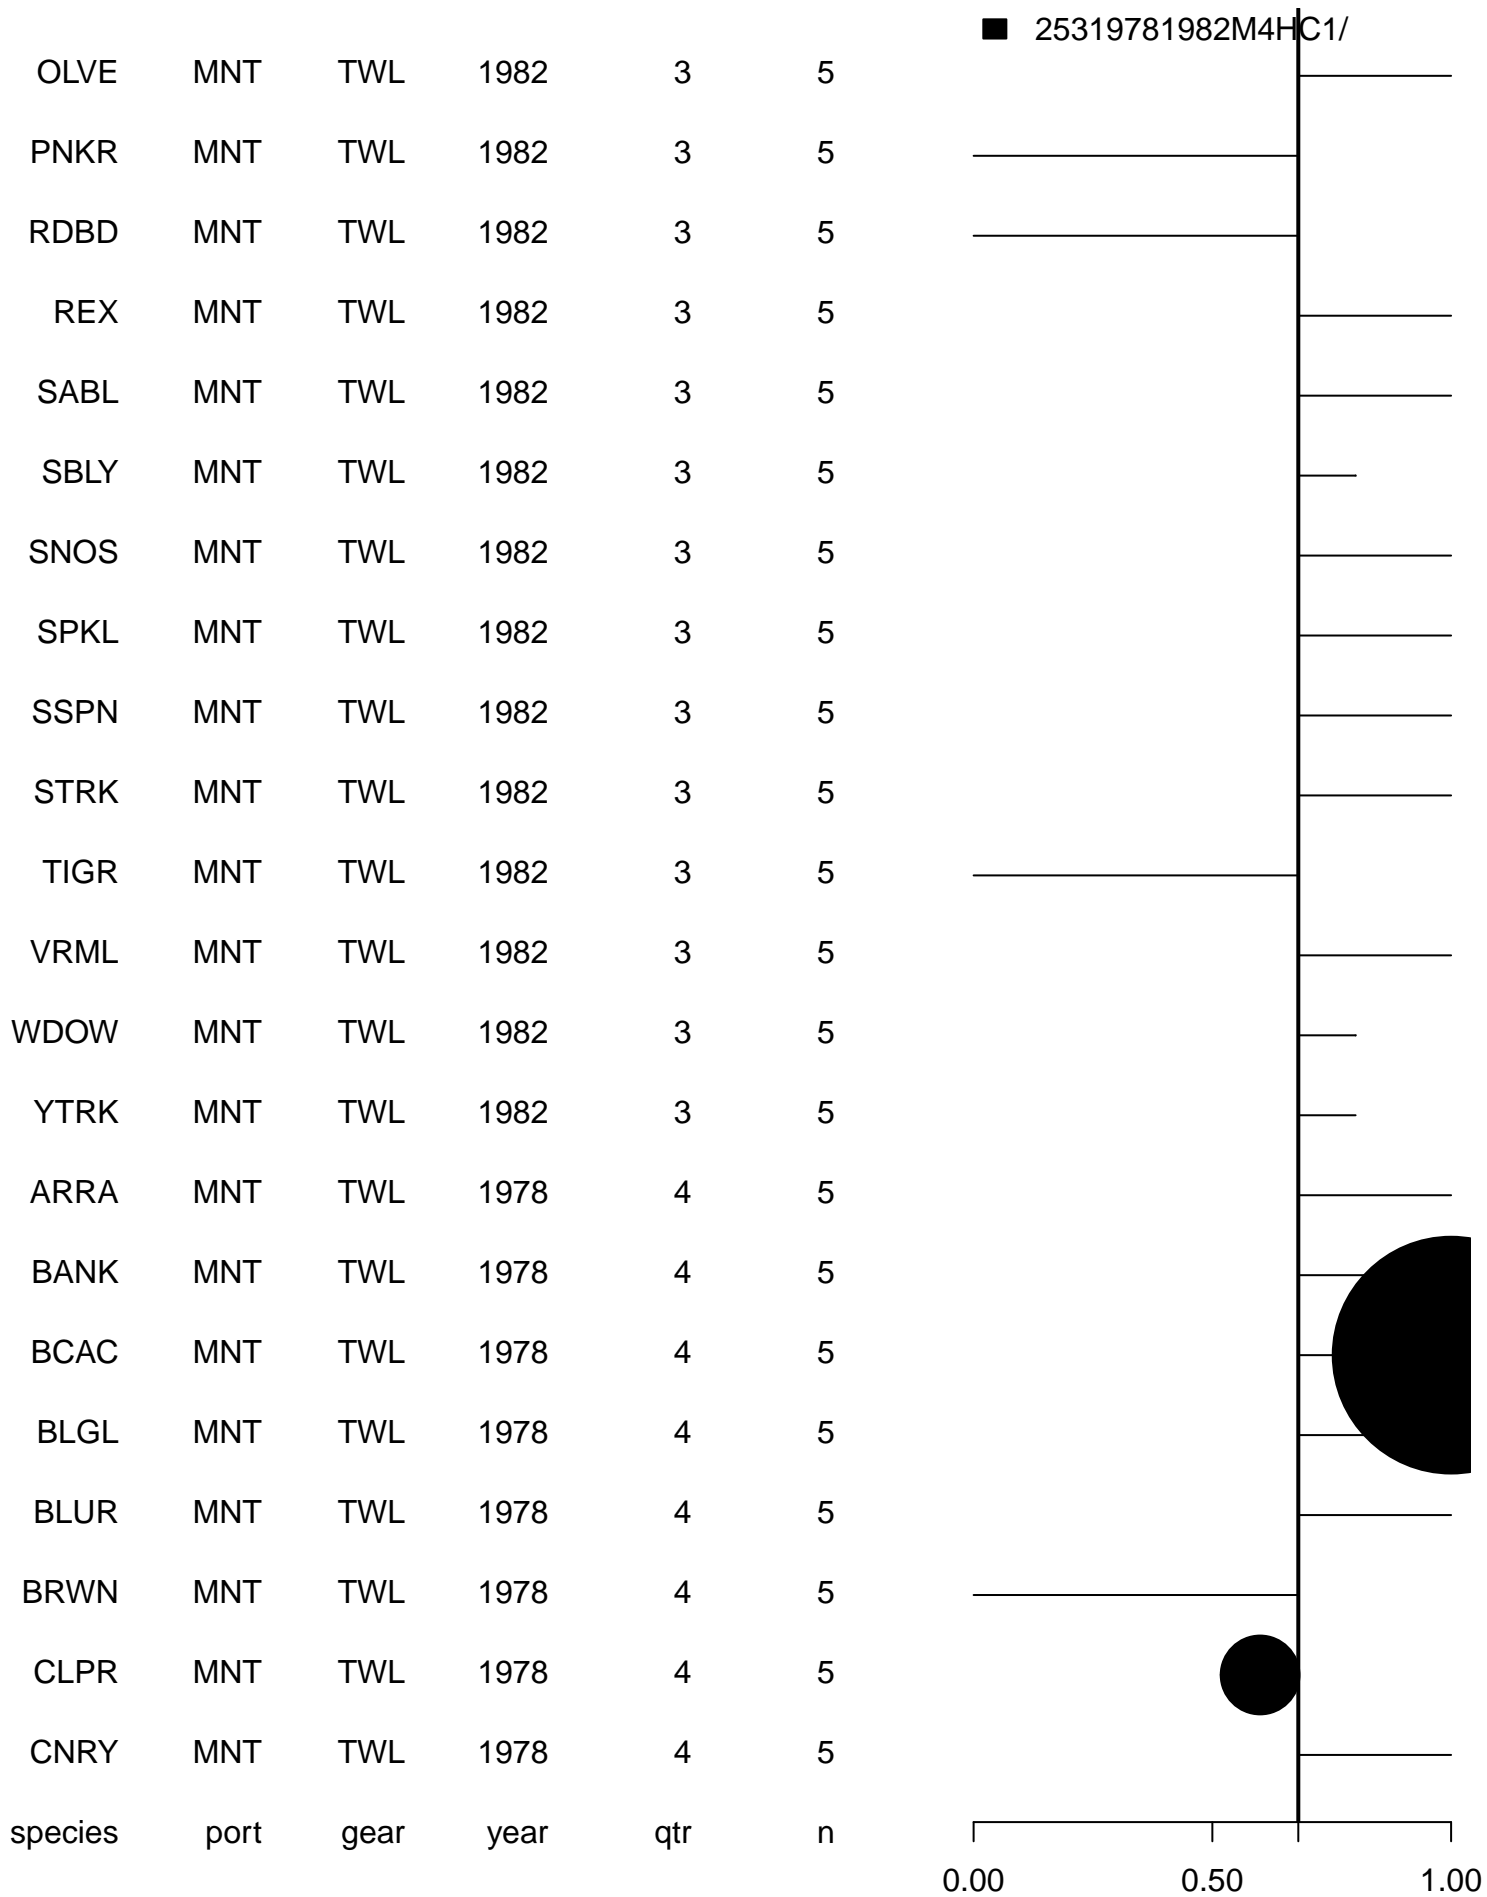 25319781982M4HC1/
OLVE MNT TWL 1982 3 5
PNKR MNT TWL 1982 3 5
RDBD MNT TWL 1982 3 5
REX MNT TWL 1982 3 5
SABL MNT TWL 1982 3 5
SBLY MNT TWL 1982 3 5
SNOS MNT TWL 1982 3 5
SPKL MNT TWL 1982 3 5
SSPN MNT TWL 1982 3 5
STRK MNT TWL 1982 3 5
TIGR MNT TWL 1982 3 5
VRML MNT TWL 1982 3 5
WDOW MNT TWL 1982 3 5
YTRK MNT TWL 1982 3 5
ARRA MNT TWL 1978 4 5
BANK MNT TWL 1978 4 5
BCAC MNT TWL 1978 4 5
BLGL MNT TWL 1978 4 5
BLUR MNT TWL 1978 4 5
BRWN MNT TWL 1978 4 5
CLPR MNT TWL 1978 4 5
CNRY MNT TWL 1978 4 5
species port gear year qtr n
0.00 0.50 1.00